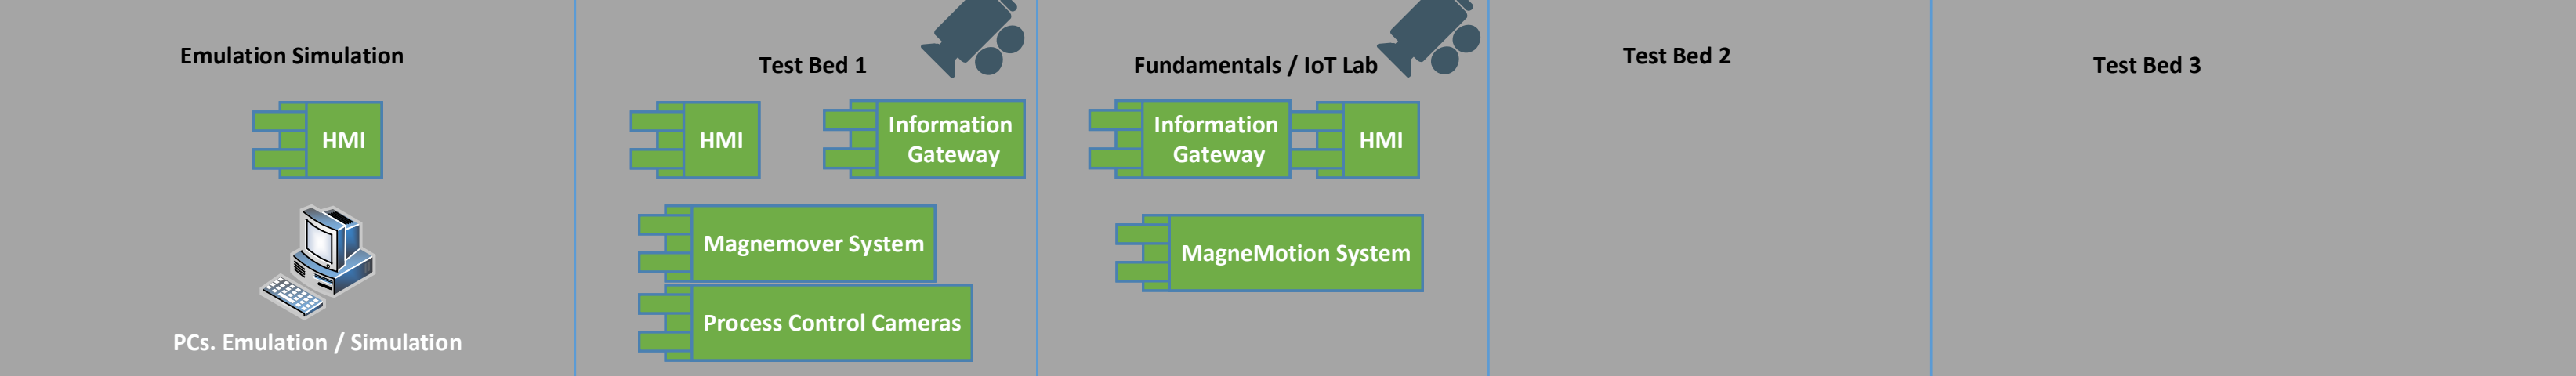 Emulation Simulation
HMI
PCs. Emulation / Simulation
Test Bed 1
HMI
Information
Gateway
Magnemover System
Process Control Cameras
Fundamentals / IoT Lab
Information
Gateway
HMI
MagneMotion System
Test Bed 2
Test Bed 3